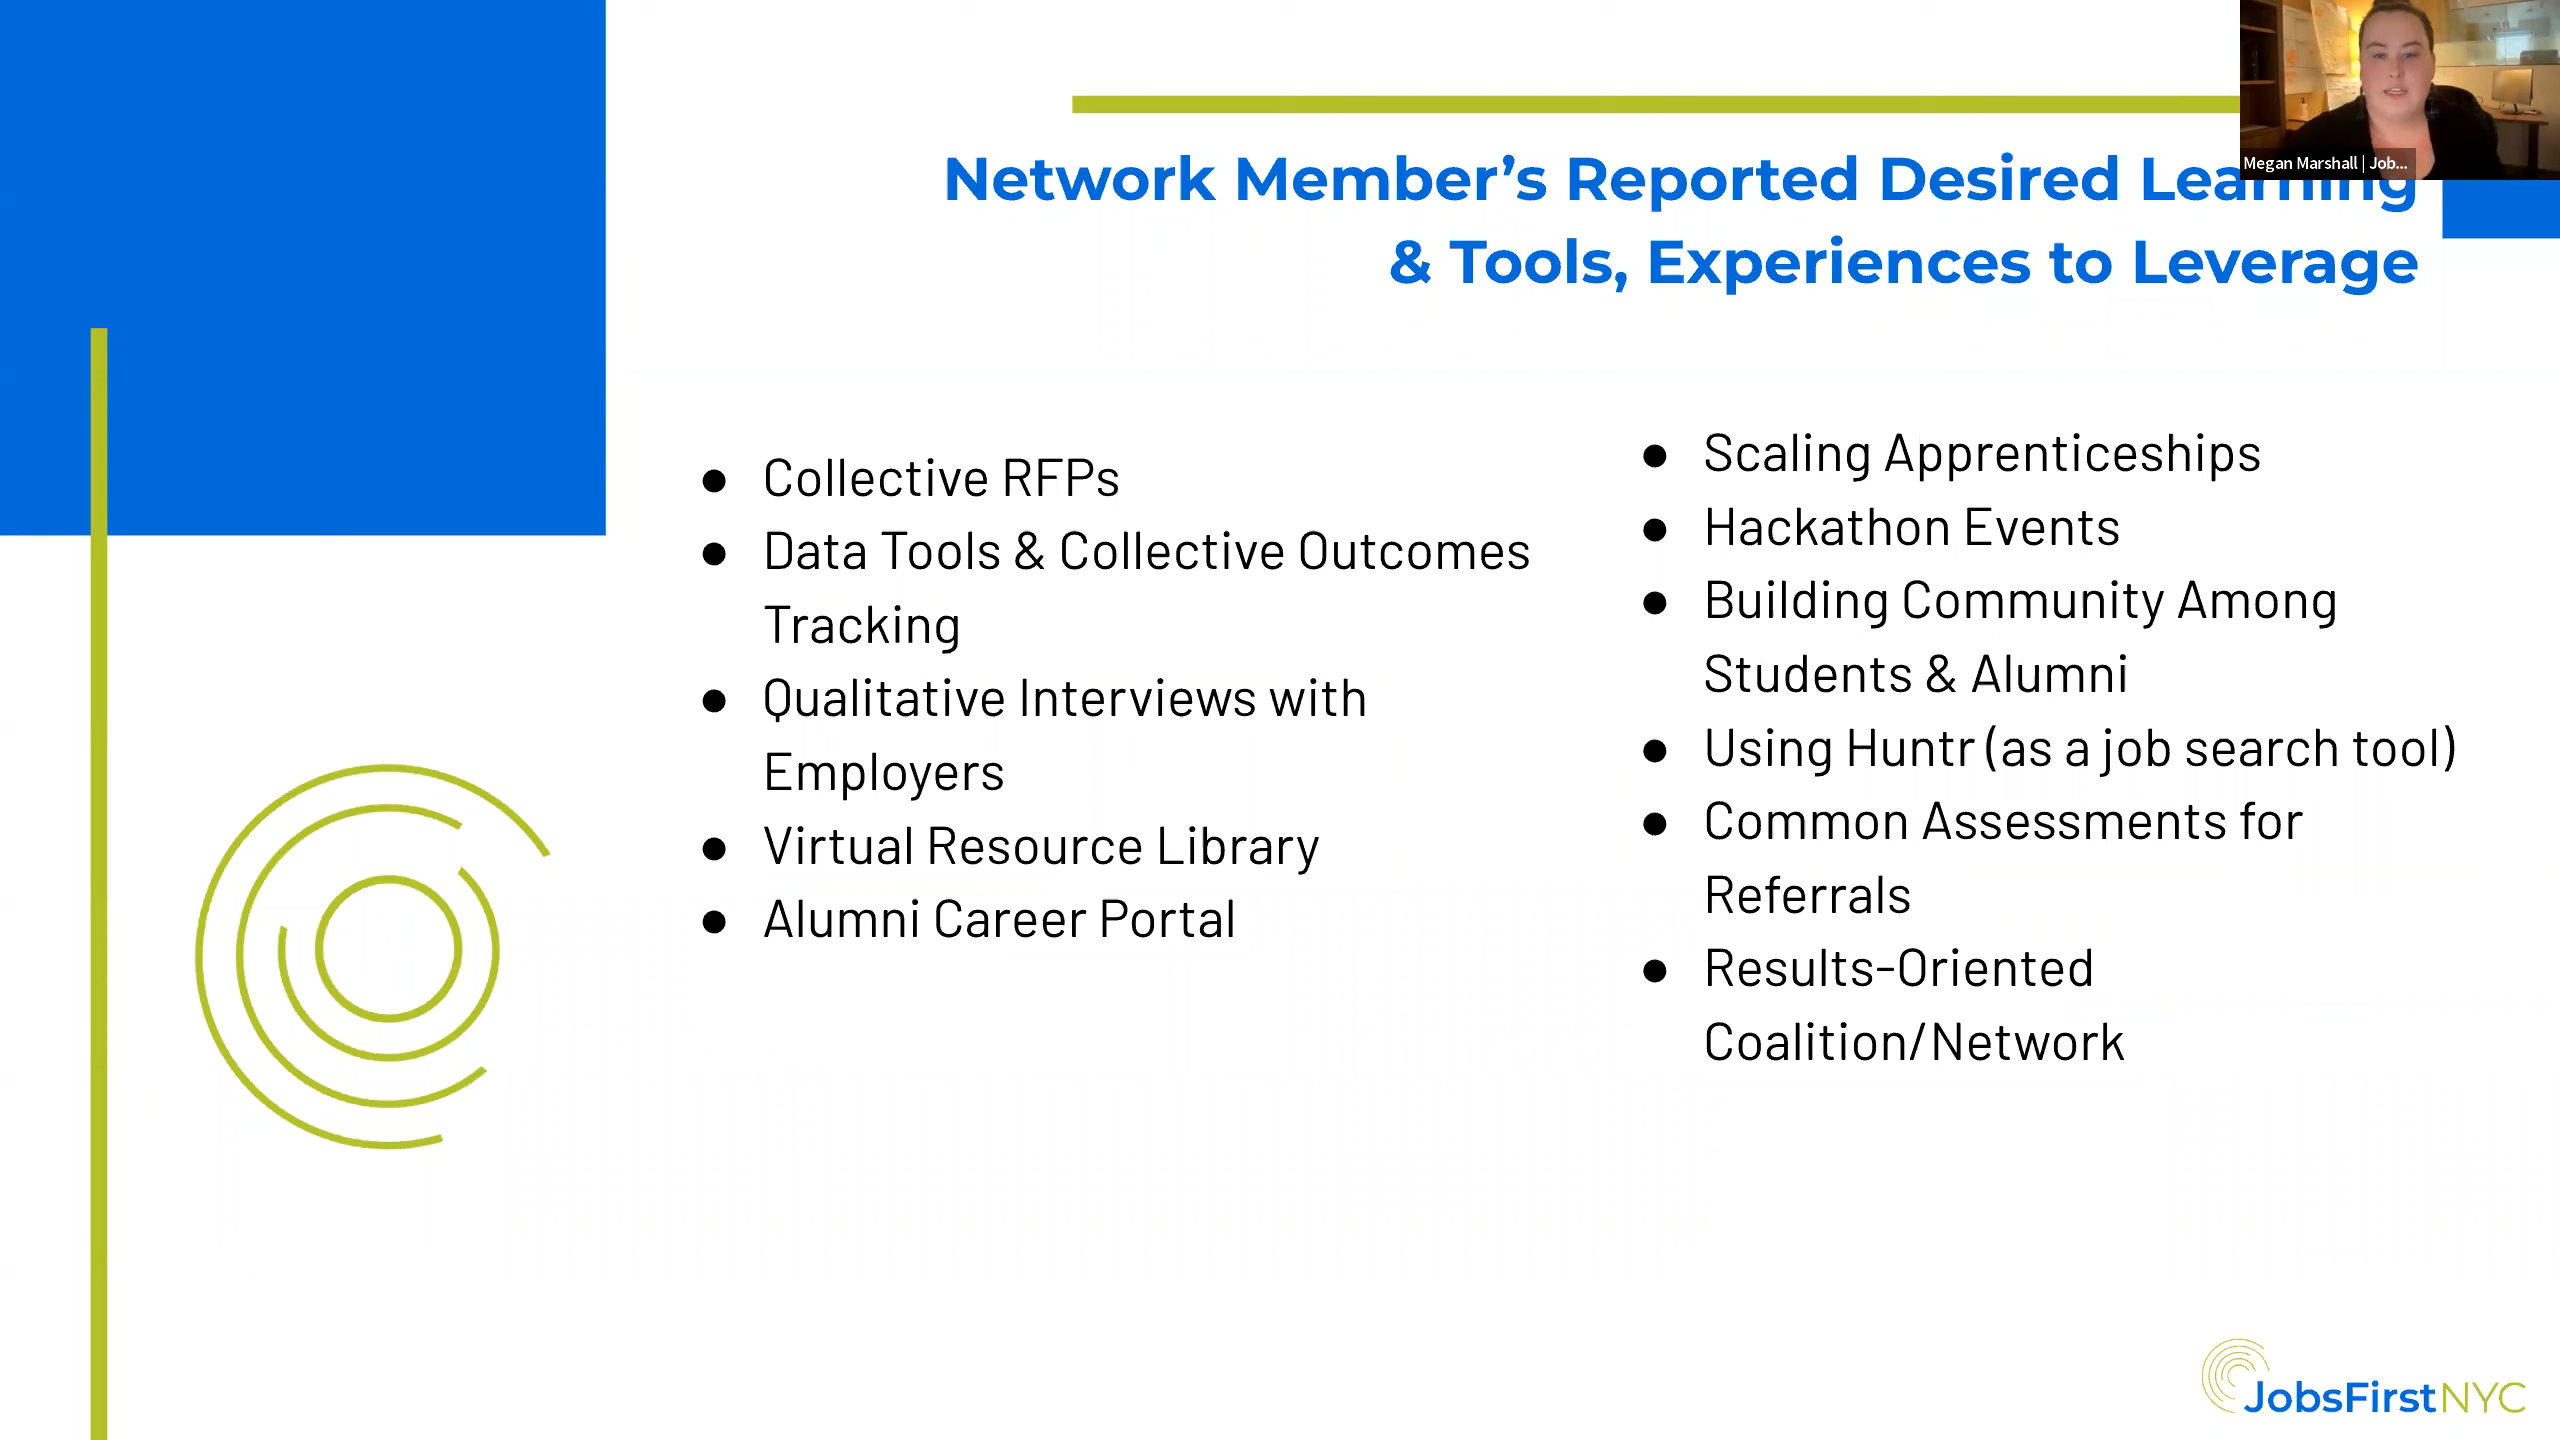 Megan Marshall | Job...
Network Member's Reported Desired Learning
& Tools, Experiences to Leverage
● Collective RFPs
● Data Tools & Collective Outcomes
Tracking
● Qualitative Interviews with
Employers
● Virtual Resource Library
● Alumni Career Portal
● Scaling Apprenticeships
● Hackathon Events
● Building Community Among
Students & Alumni
● Using Huntr (as a job search tool)
● Common Assessments for
Referrals
● Results-Oriented
Coalition/Network
JobsFirstNYC